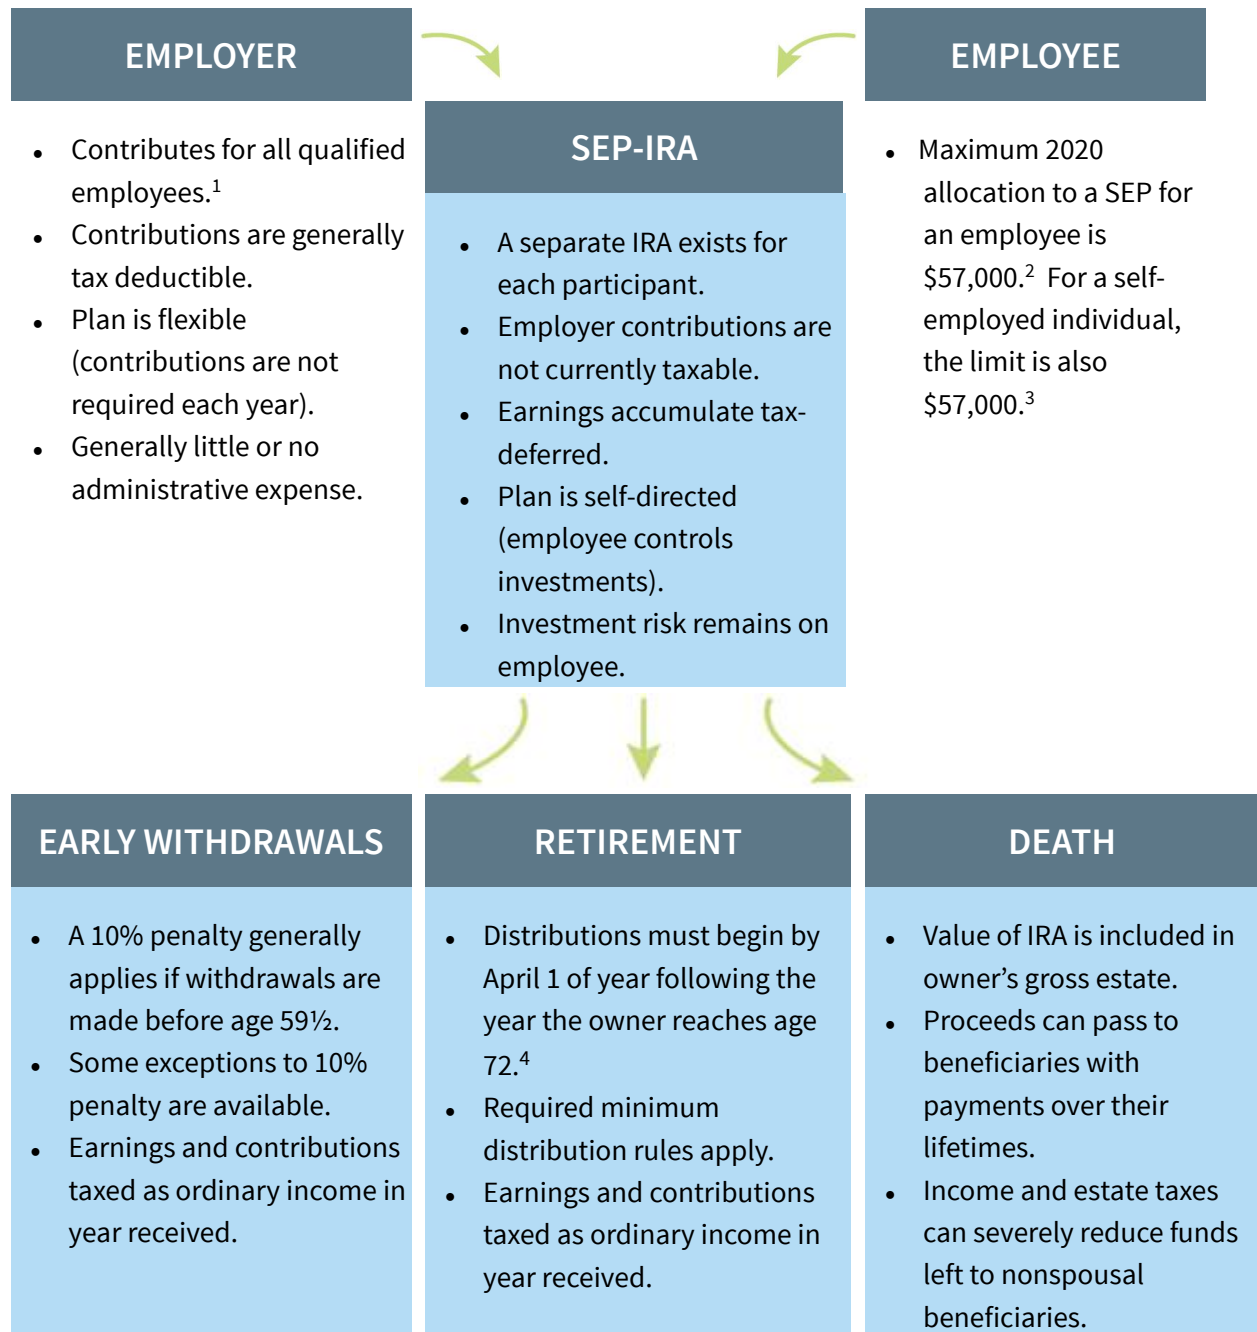 EMPLOYER
• Contributes for all qualified
employees.1
• Contributions are generally
tax deductible.
• Plan is flexible
(contributions are not
required each year).
• Generally little or no
administrative expense.
SEP-IRA
• A separate IRA exists for
each participant.
• Employer contributions are
not currently taxable.
• Earnings accumulate tax-
deferred.
• Plan is self-directed
(employee controls
investments).
• Investment risk remains on
employee.
EMPLOYEE
• Maximum 2020
allocation to a SEP for
an employee is
$57,000.2 For a self-
employed individual,
the limit is also
$57,000.3
EARLY WITHDRAWALS
• A 10% penalty generally
applies if withdrawals are
made before age 59½.
• Some exceptions to 10%
penalty are available.
• Earnings and contributions
taxed as ordinary income in
year received.
RETIREMENT
• Distributions must begin by
April 1 of year following the
year the owner reaches age
72.4
• Required minimum
distribution rules apply.
• Earnings and contributions
taxed as ordinary income in
year received.
DEATH
• Value of IRA is included in
owner’s gross estate.
• Proceeds can pass to
beneficiaries with
payments over their
lifetimes.
• Income and estate taxes
can severely reduce funds
left to nonspousal
beneficiaries.